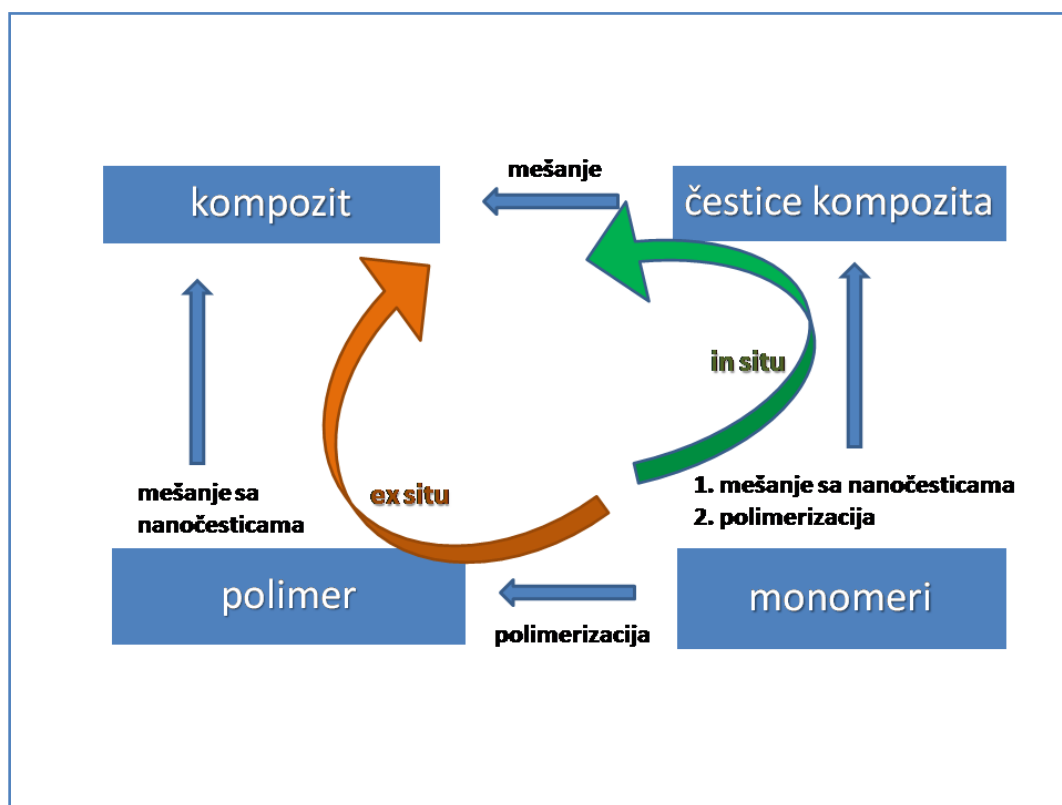 mešanje
kompozit
čestice kompozita
in situ
ex situ
mešanje sa
nanočesticama
1. mešanje sa nanočesticama
2. polimerizacija
polimer
monomeri
polimerizacija